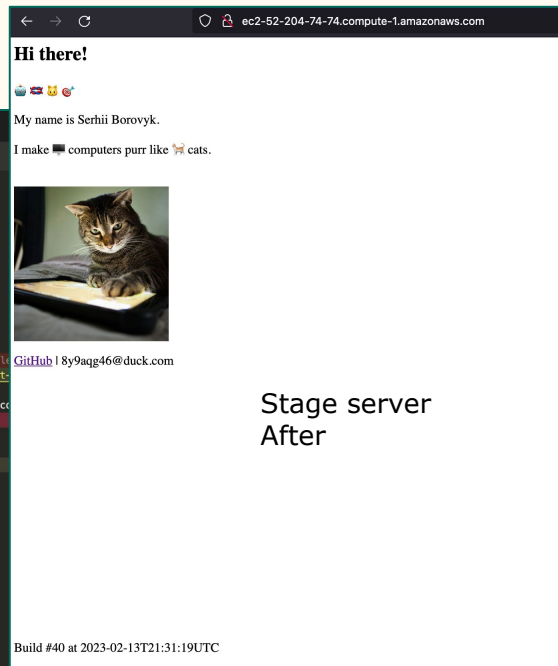 ec2-52-204-74-74.compute-1.amazonaws.com
Hi there!
My name is Serhii Borovyk.
I make 🖥️ computers purr like 🐈 cats.
GitHub | 8y9aqg46@duck.com
Stage server
After
Build #40 at 2023-02-13T21:31:19UTC